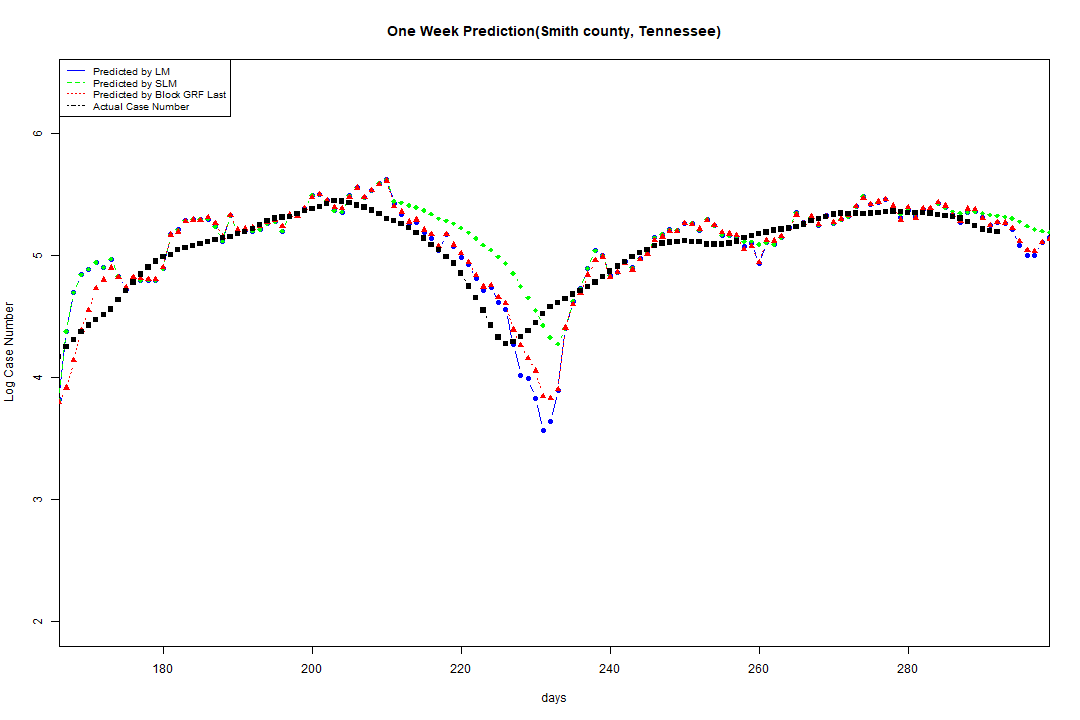 One Week Prediction(Smith county, Tennessee)
Predicted by LM
Predicted by SLM
Predicted by Block GRF Last
Actual Case Number
6
5
4
3
2
Log Case Number
180 200 220 240 260 280
days